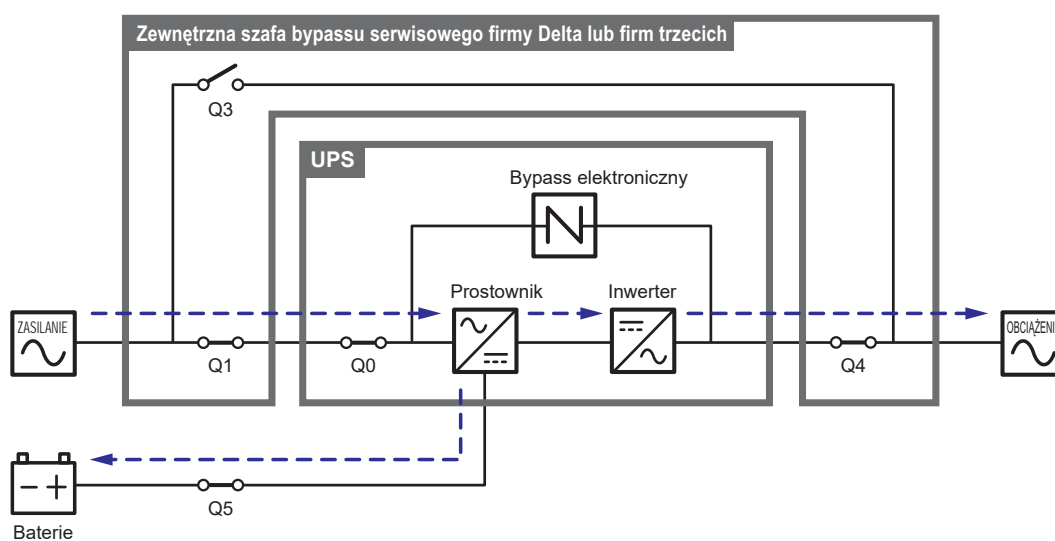 Zewnętrzna szafa bypassu serwisowego firmy Delta lub firm trzecich
Q3
UPS
Bypass elektroniczny
Prostownik
Inwerter
ZASILANIE
OBCIĄŻENI
Q1
Q0
Q4
Q5
Baterie